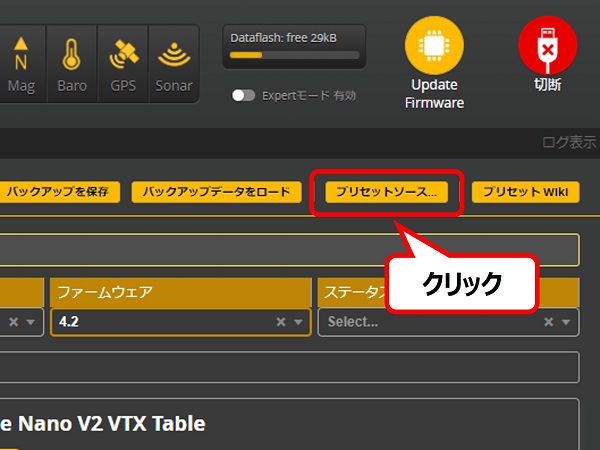 Dataflash: free 29kB
N
Mag
Baro
GPS
Sonar
Expertモード 有効
Update
Firmware
切断
ログ表示
バックアップを保存
バックアップデータをロード
プリセットソース...
プリセット Wiki
クリック
ファームウェア
ステータス
4.2
Select...
e Nano V2 VTX Table